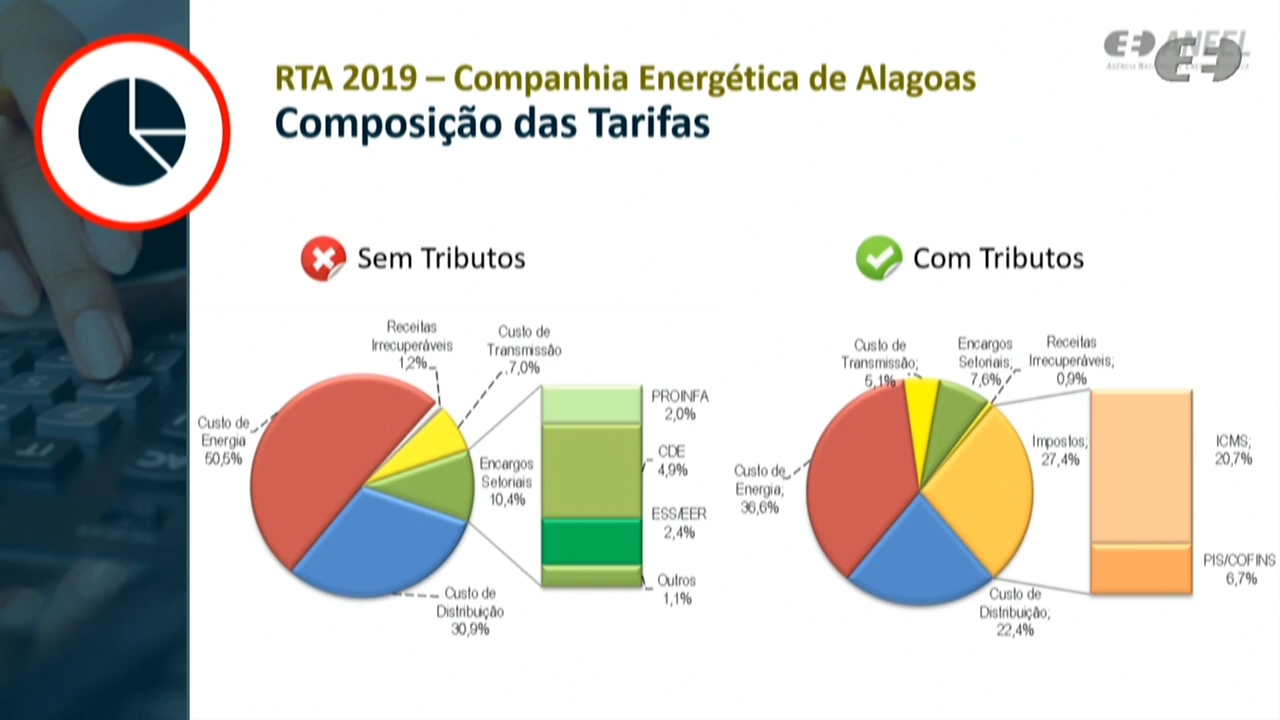 RTA 2019 – Companhia Energética de Alagoas
Composição das Tarifas
ANEEL
Sem Tributos
Receitas
Irrecuperáveis
1,2%
Custo de
Transmissão
7,0%
Custo de
Energia
50,5%
Encargos
Setoriais
10,4%
Custo de
Distribuição
30,9%
PROINFA
2,0%
CDE
4,9%
ESS/EER
2,4%
Outros
1,1%
Com Tributos
Custo de
Transmissão;
5,1%
Encargos
Setoriais;
7,6%
Receitas
Irrecuperáveis;
0,9%
Custo de
Energia;
36,6%
Impostos;
27,4%
Custo de
Distribuição;
22,4%
ICMS;
20,7%
PIS/COFINS
6,7%